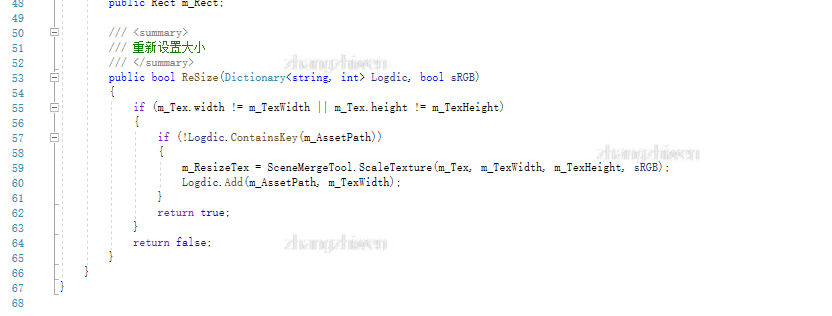 48 public Rect m_Rect;
49
50 /// <summary>
51 /// 重新设置大小
52 /// </summary>
53 public bool ReSize(Dictionary<string, int> Logdic, bool sRGB)
54 {
55 if (m_Tex.width != m_TexWidth || m_Tex.height != m_TexHeight)
56 {
57 if (!Logdic.ContainsKey(m_AssetPath))
58 {
59 m_ResizeTex = SceneMergeTool.ScaleTexture(m_Tex, m_TexWidth, m_TexHeight, sRGB);
60 Logdic.Add(m_AssetPath, m_TexWidth);
61 }
62 return true;
63 }
64 return false;
65 }
66 }
67 }
68
zhangzhiwen
zhangzhiwen
zhangzhiwen